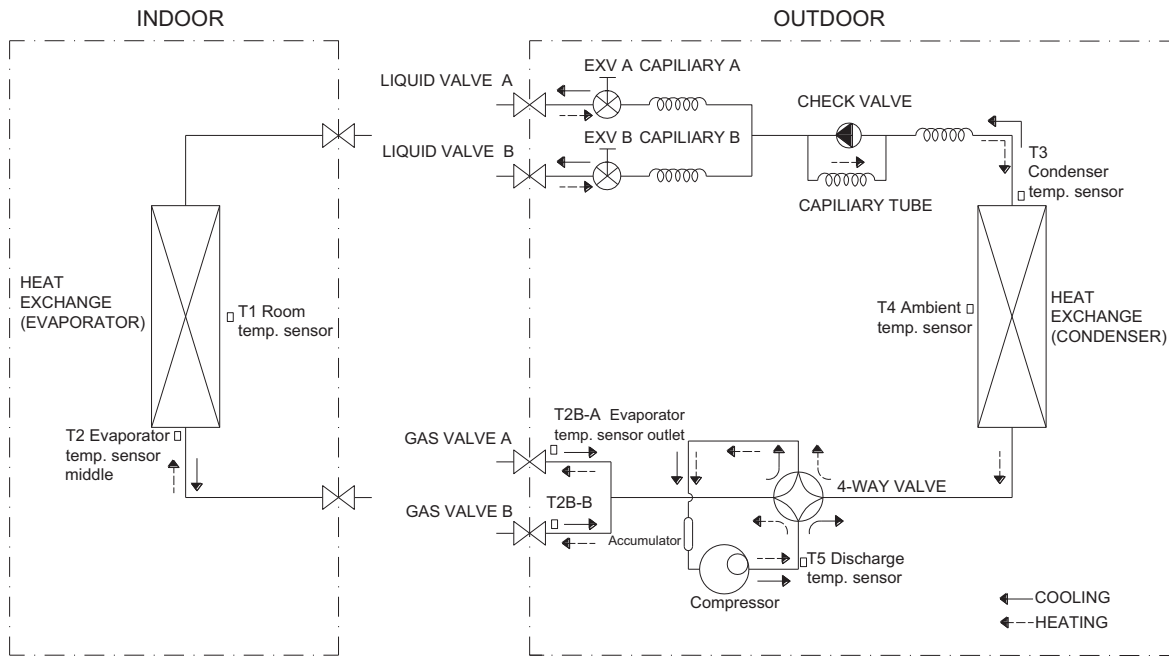 INDOOR
OUTDOOR
LIQUID VALVE A
EXV A CAPILIARY A
LIQUID VALVE B
EXV B CAPILIARY B
CHECK VALVE
CAPILIARY TUBE
T3
Condenser
temp. sensor
HEAT
EXCHANGE
(EVAPORATOR)
T1 Room
temp. sensor
T4 Ambient
temp. sensor
HEAT
EXCHANGE
(CONDENSER)
T2 Evaporator
temp. sensor
middle
GAS VALVE A
T2B-A Evaporator
temp. sensor outlet
GAS VALVE B
T2B-B
4-WAY VALVE
Accumulator
T5 Discharge
temp. sensor
Compressor
COOLING
HEATING